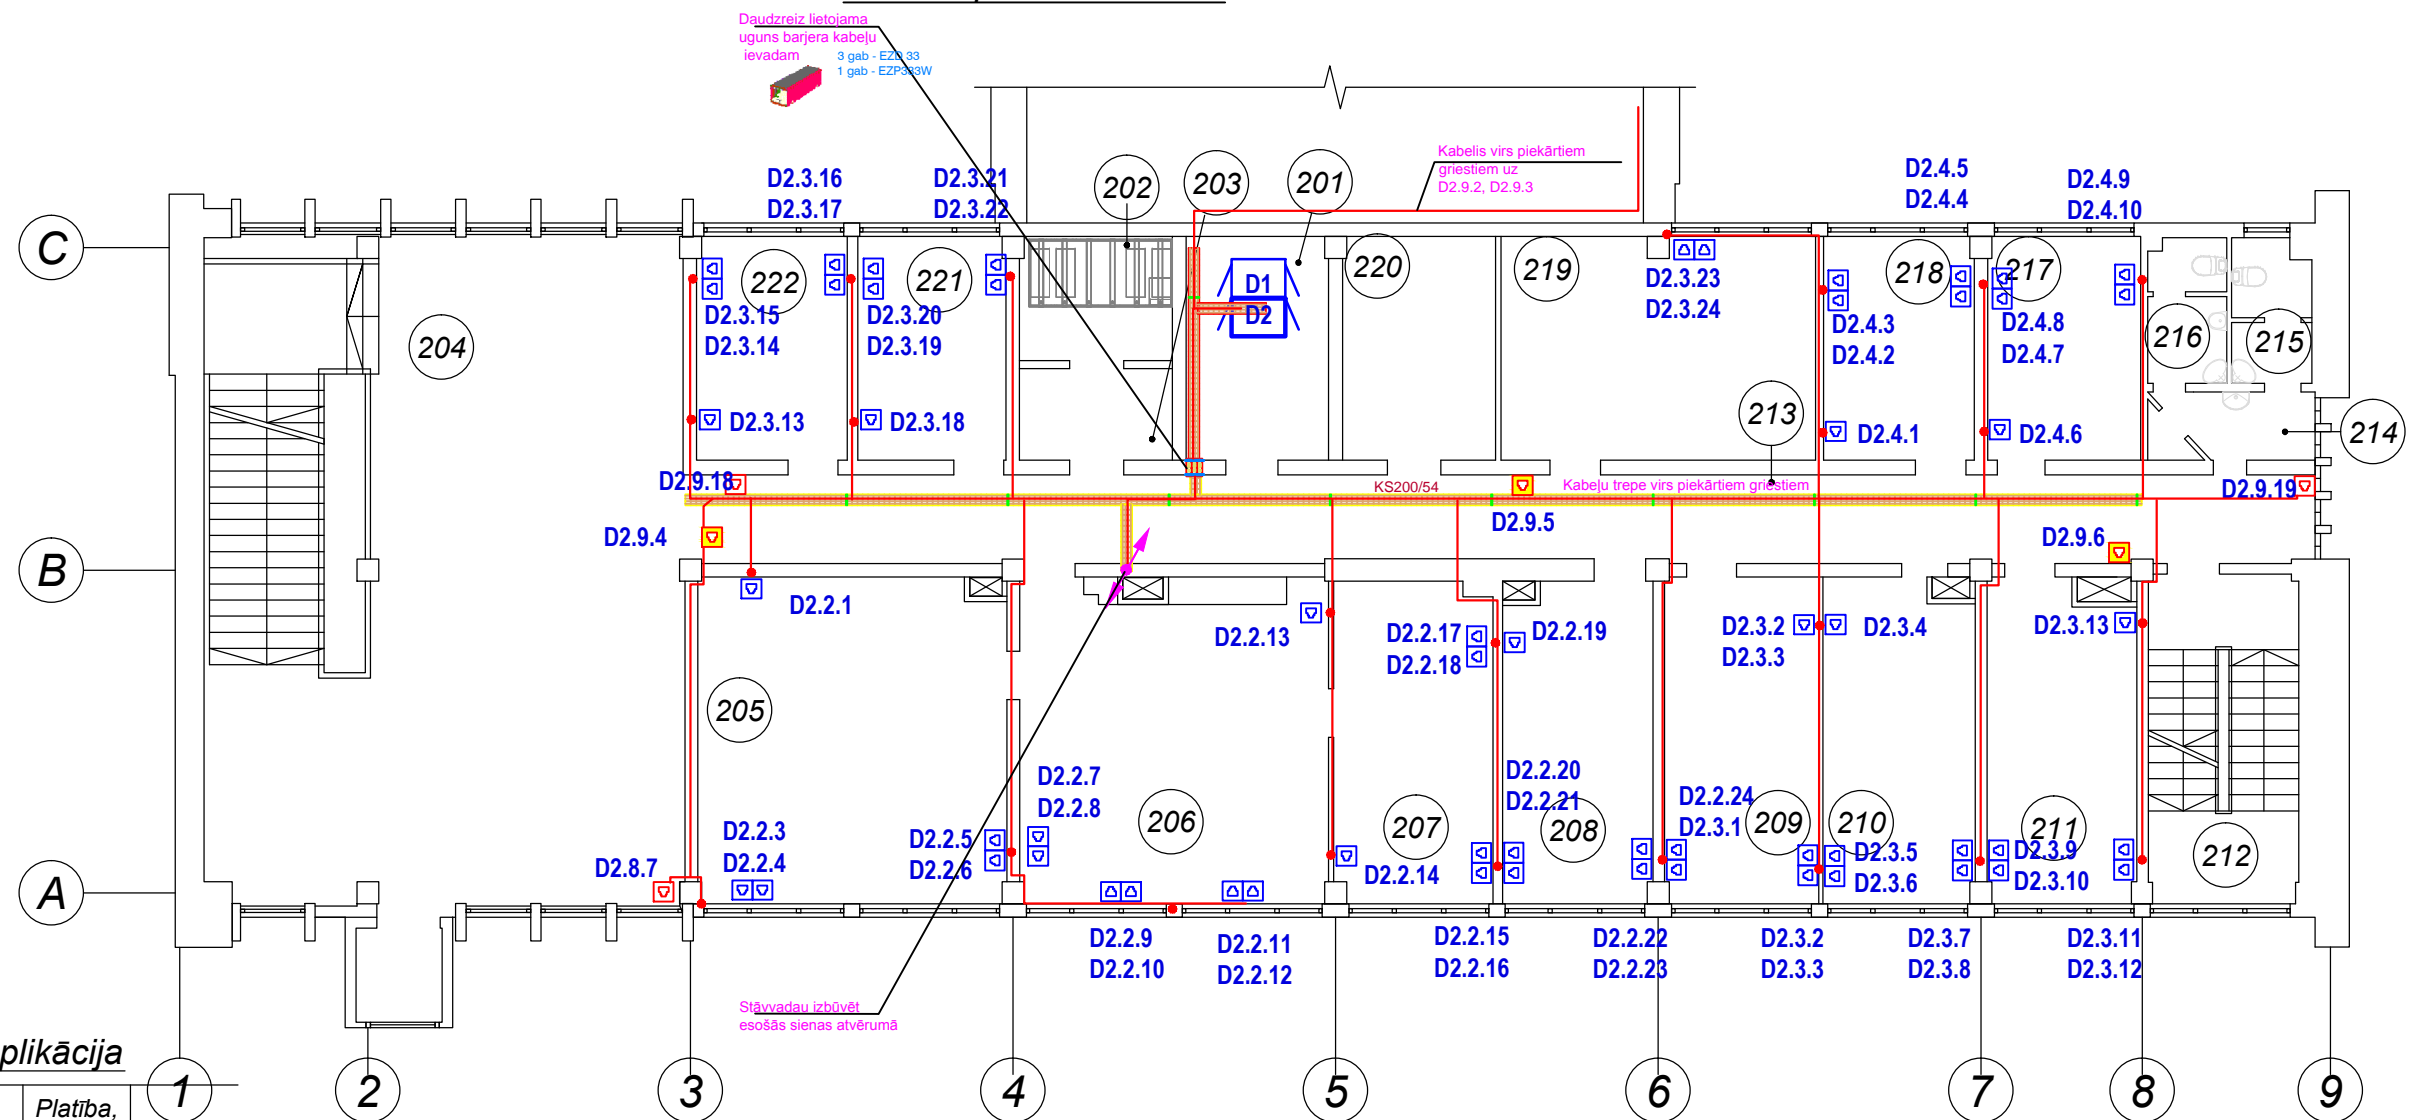 Daudzreiz lietojama
uguns barjera kabeļu
ievadam
3 gab - EZD 33
1 gab - EZP333W
Kabelis virs piekārtiem
griestiem uz
D2.9.2, D2.9.3
D2.3.16
D2.3.17
D2.3.21
D2.3.22
202
203
201
D2.4.5
D2.4.4
D2.4.9
D2.4.10
C
222
221
D1
D2
220
219
D2.3.23
D2.3.24
218
217
D2.3.15
D2.3.14
D2.3.20
D2.3.19
D2.4.3
D2.4.2
D2.4.8
D2.4.7
216
215
204
D2.3.13
D2.3.18
213
D2.4.1
D2.4.6
214
D2.9.18
KS200/54
Kabeļu trepe virs piekārtiem griestiem
D2.9.19
D2.9.4
D2.9.5
D2.9.6
B
D2.2.1
D2.2.13
D2.2.17
D2.2.18
D2.2.19
D2.3.2
D2.3.3
D2.3.4
D2.3.13
205
D2.2.7
D2.2.8
206
207
D2.2.20
D2.2.21
208
D2.2.24
D2.3.1
209
210
211
212
D2.8.7
D2.2.3
D2.2.4
D2.2.5
D2.2.6
D2.2.14
D2.3.5
D2.3.6
D2.3.9
D2.3.10
A
D2.2.9
D2.2.10
D2.2.11
D2.2.12
D2.2.15
D2.2.16
D2.2.22
D2.2.23
D2.3.2
D2.3.3
D2.3.7
D2.3.8
D2.3.11
D2.3.12
Stāvvadau izbūvēt
esošās sienas atvērumā
plikācija
Platība,
1
2
3
4
5
6
7
8
9